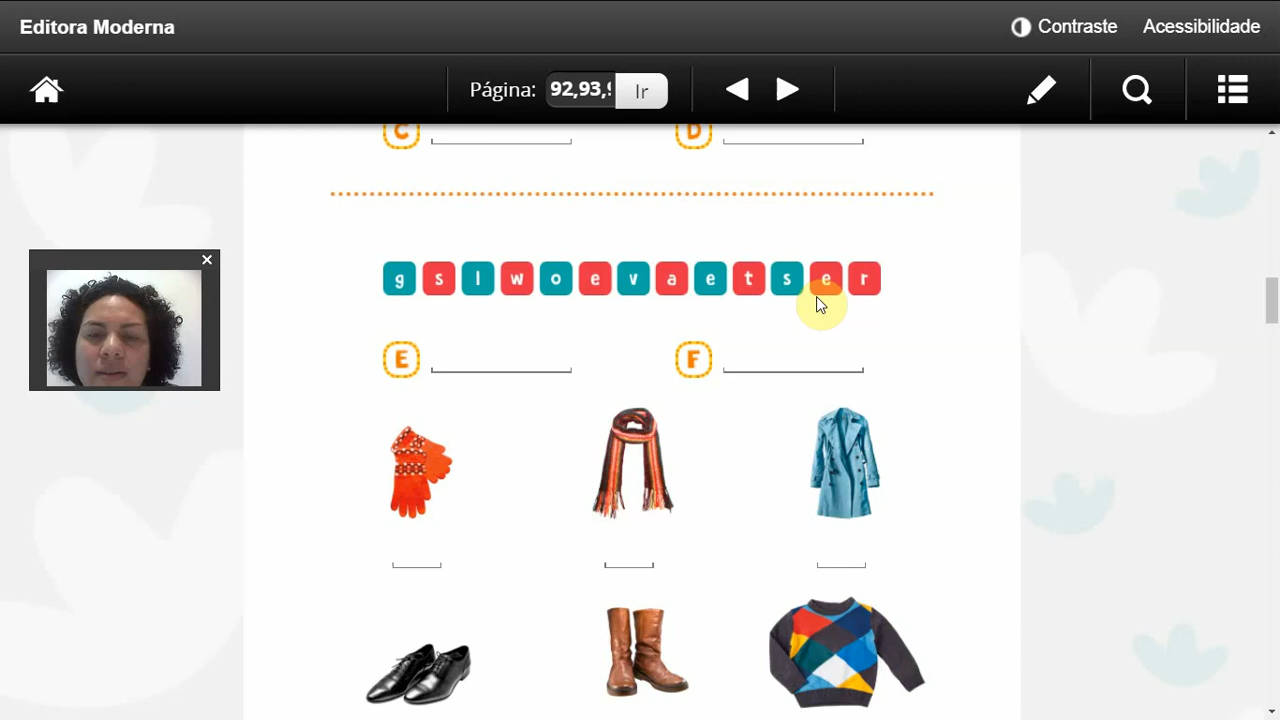 Editora Moderna
Contraste Acessibilidade
Página: 92,93, Ir
C D
g s l w o e v a e t s e r
E F